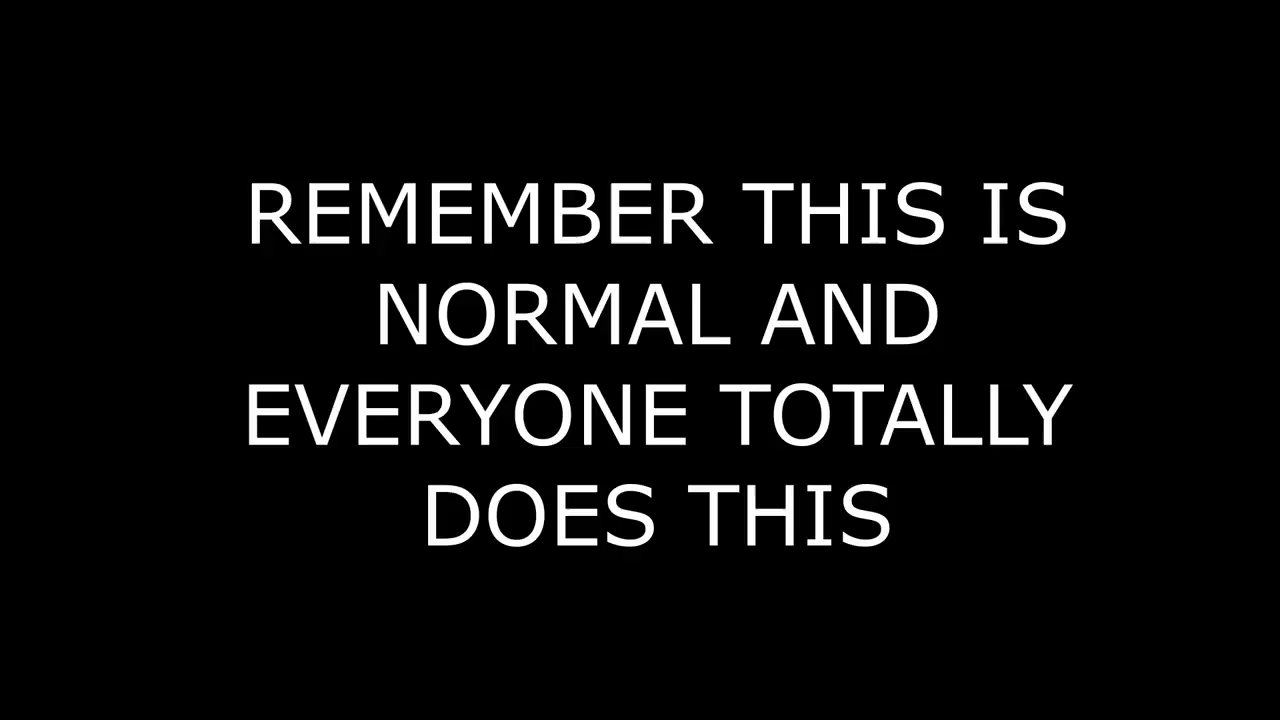 REMEMBER THIS IS
NORMAL AND
EVERYONE TOTALLY
DOES THIS